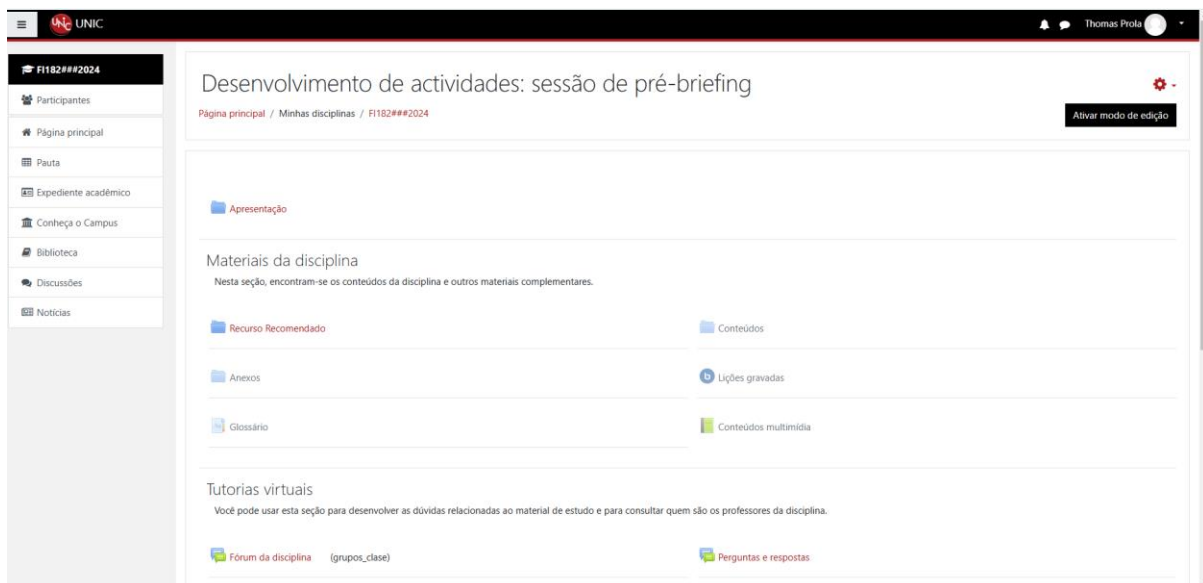 UNIC
UNIC
Thomas Prola
FI182###2024
Participantes
Página principal
Pauta
Expediente acadêmico
Conheça o Campus
Biblioteca
Discussões
Notícias
Desenvolvimento de actividades: sessão de pré-briefing
Página principal / Minhas disciplinas / FI182###2024
Ativar modo de edição
Apresentação
Materiais da disciplina
Nesta seção, encontram-se os conteúdos da disciplina e outros materiais complementares.
Recurso Recomendado
Conteúdos
Anexos
b
Lições gravadas
Glossário
Conteúdos multimídia
Tutorias virtuais
Você pode usar esta seção para desenvolver as dúvidas relacionadas ao material de estudo e para consultar quem são os professores da disciplina.
Fórum da disciplina (grupos_clase)
Perguntas e respostas